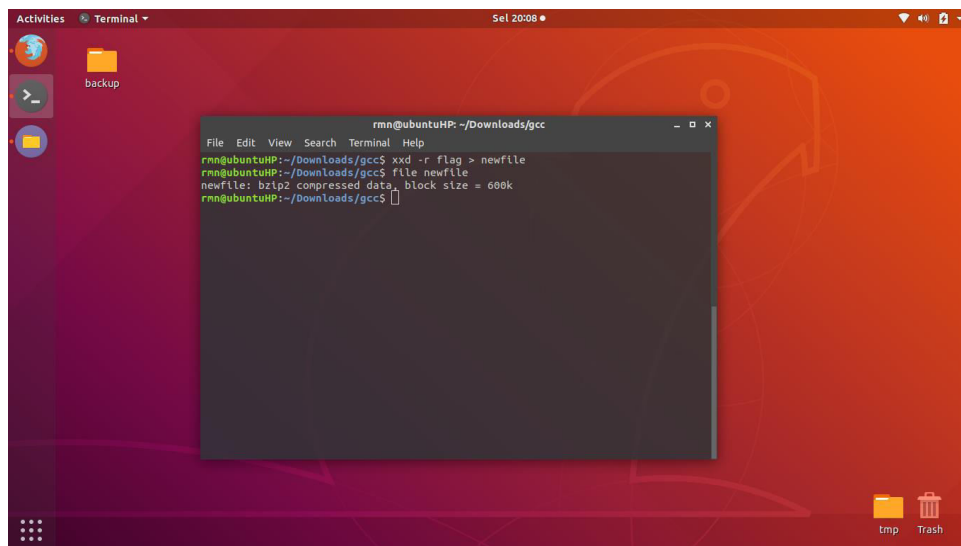 Activities Terminal Sel 20:08
backup
rmn@ubuntuHP: ~/Downloads/gcc
File Edit View Search Terminal Help
rmn@ubuntuHP:~/Downloads/gcc$ xxd -r flag > newfile
rmn@ubuntuHP:~/Downloads/gcc$ file newfile
newfile: bzip2 compressed data, block size = 600k
rmn@ubuntuHP:~/Downloads/gcc$
tmp Trash